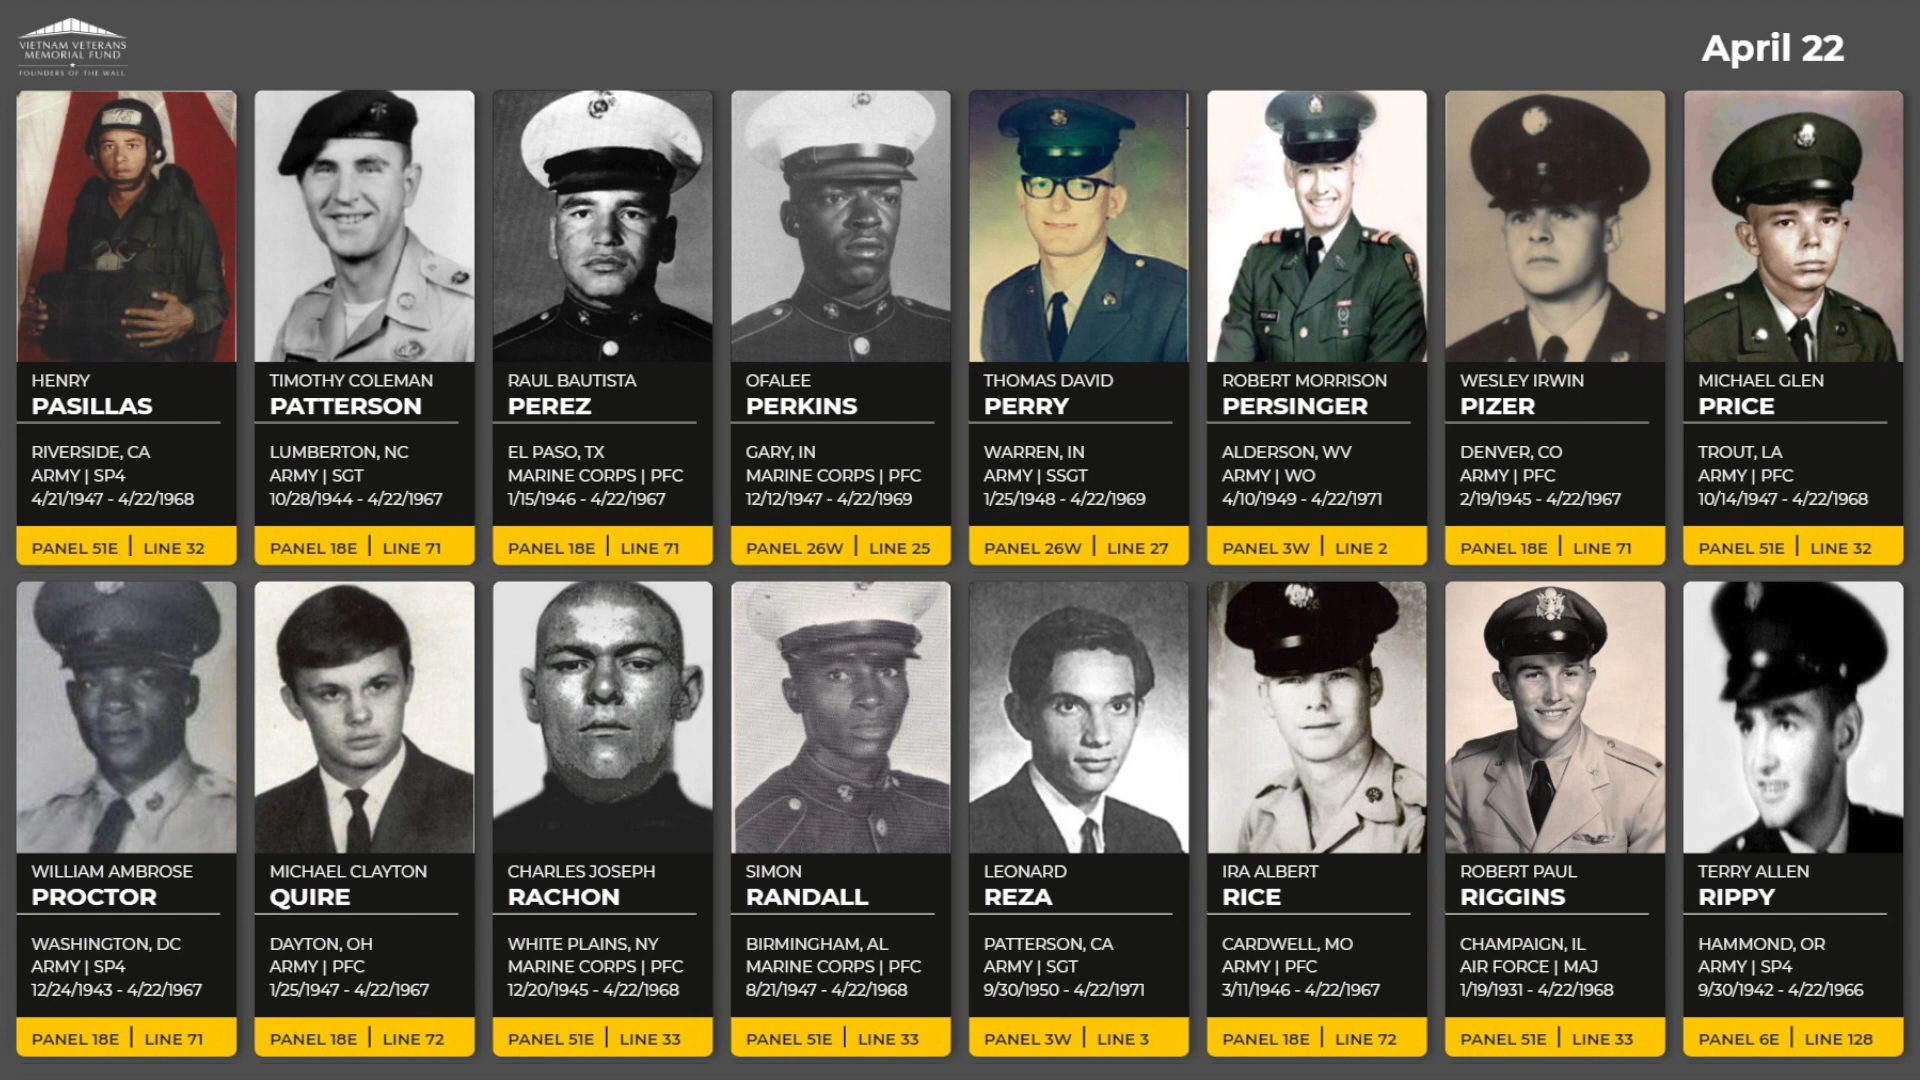 VIETNAM VETERANS
MEMORIAL FUND
FOUNDERS OF THE WALL
April 22
HENRY
PASILLAS
RIVERSIDE, CA
ARMY | SP4
4/21/1947 - 4/22/1968
PANEL 51E | LINE 32
TIMOTHY COLEMAN
PATTERSON
LUMBERTON, NC
ARMY | SGT
10/28/1944 - 4/22/1967
PANEL 18E | LINE 71
RAUL BAUTISTA
PEREZ
EL PASO, TX
MARINE CORPS | PFC
1/15/1946 - 4/22/1967
PANEL 18E | LINE 71
OFALEE
PERKINS
GARY, IN
MARINE CORPS | PFC
12/12/1947 - 4/22/1969
PANEL 26W | LINE 25
THOMAS DAVID
PERRY
WARREN, IN
ARMY | SSGT
1/25/1948 - 4/22/1969
PANEL 26W | LINE 27
ROBERT MORRISON
PERSINGER
ALDERSON, WV
ARMY | WO
4/10/1949 - 4/22/1971
PANEL 3W | LINE 2
WESLEY IRWIN
PIZER
DENVER, CO
ARMY | PFC
2/19/1945 - 4/22/1967
PANEL 18E | LINE 71
MICHAEL GLEN
PRICE
TROUT, LA
ARMY | PFC
10/14/1947 - 4/22/1968
PANEL 51E | LINE 32
WILLIAM AMBROSE
PROCTOR
WASHINGTON, DC
ARMY | SP4
12/24/1943 - 4/22/1967
PANEL 18E | LINE 71
MICHAEL CLAYTON
QUIRE
DAYTON, OH
ARMY | PFC
1/25/1947 - 4/22/1967
PANEL 18E | LINE 72
CHARLES JOSEPH
RACHON
WHITE PLAINS, NY
MARINE CORPS | PFC
12/20/1945 - 4/22/1968
PANEL 51E | LINE 33
SIMON
RANDALL
BIRMINGHAM, AL
MARINE CORPS | PFC
8/21/1947 - 4/22/1968
PANEL 51E | LINE 33
LEONARD
REZA
PATTERSON, CA
ARMY | SGT
9/30/1950 - 4/22/1971
PANEL 3W | LINE 3
IRA ALBERT
RICE
CARDWELL, MO
ARMY | PFC
3/11/1946 - 4/22/1967
PANEL 18E | LINE 72
ROBERT PAUL
RIGGINS
CHAMPAIGN, IL
AIR FORCE | MAJ
1/19/1931 - 4/22/1968
PANEL 51E | LINE 33
TERRY ALLEN
RIPPY
HAMMOND, OR
ARMY | SP4
9/30/1942 - 4/22/1966
PANEL 6E | LINE 128